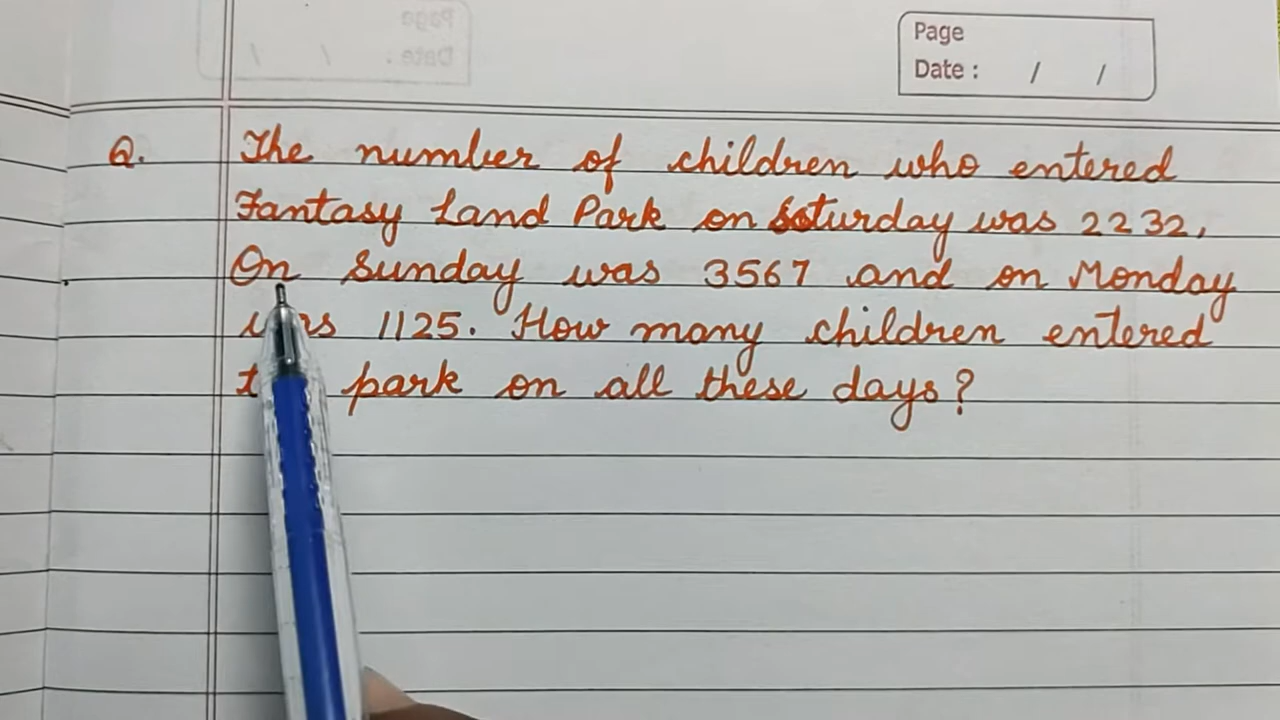 Page
Date : / /
Q. The number of children who entered
Fantasy Land Park on Saturday was 2232,
On Sunday was 3567 and on Monday
was 1125. How many children entered
park on all these days?